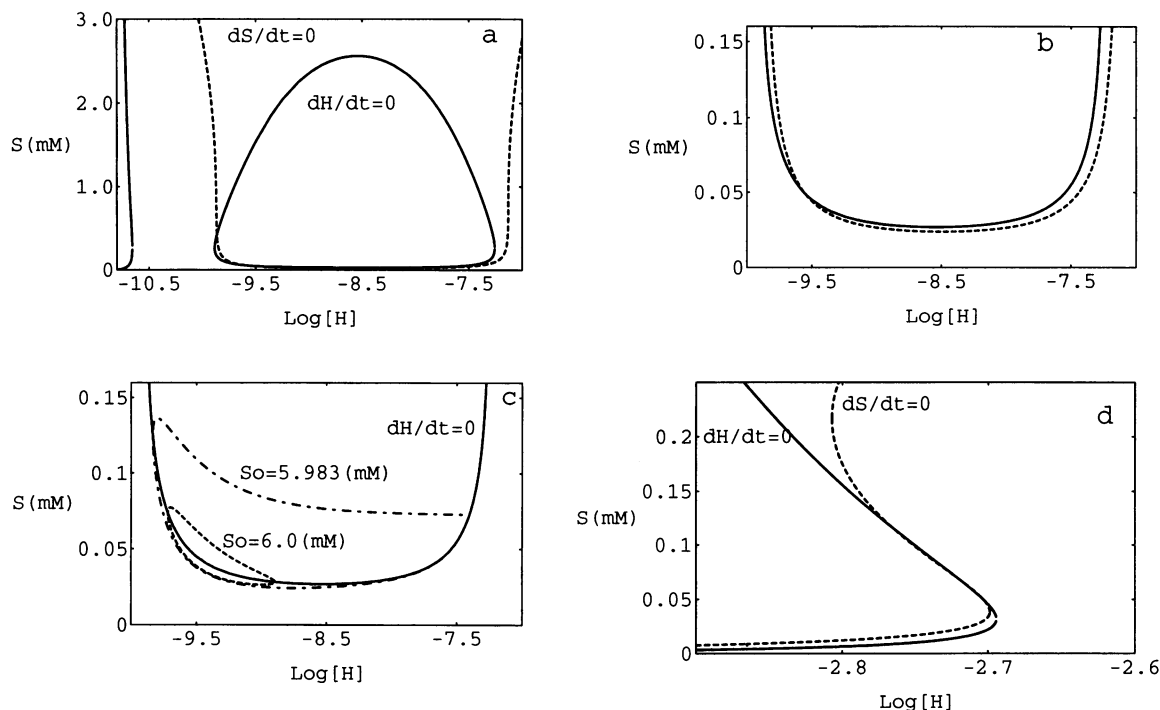 3.0
dS/dt=0
a
dH/dt=0
2.0
S(mM)
1.0
0
-10.5
-9.5
-8.5
-7.5
Log[H]
0.15
b
0.1
S(mM)
0.05
0
-9.5
-8.5
-7.5
Log[H]
0.15
c
dH/dt=0
0.1
So=5.983(mM)
S(mM)
0.05
So=6.0(mM)
0
-9.5
-8.5
-7.5
Log[H]
dS/dt=0
d
0.2
dH/dt=0
0.15
S(mM)
0.1
0.05
0
-2.8
-2.7
-2.6
Log[H]